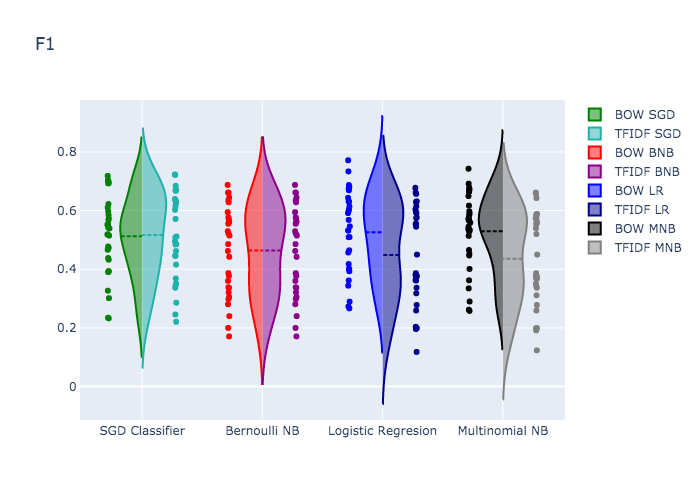 F1
0.8
0.6
0.4
0.2
0
SGD Classifier
Bernoulli NB
Logistic Regresion
Multinomial NB
BOW SGD
TFIDF SGD
BOW BNB
TFIDF BNB
BOW LR
TFIDF LR
BOW MNB
TFIDF MNB